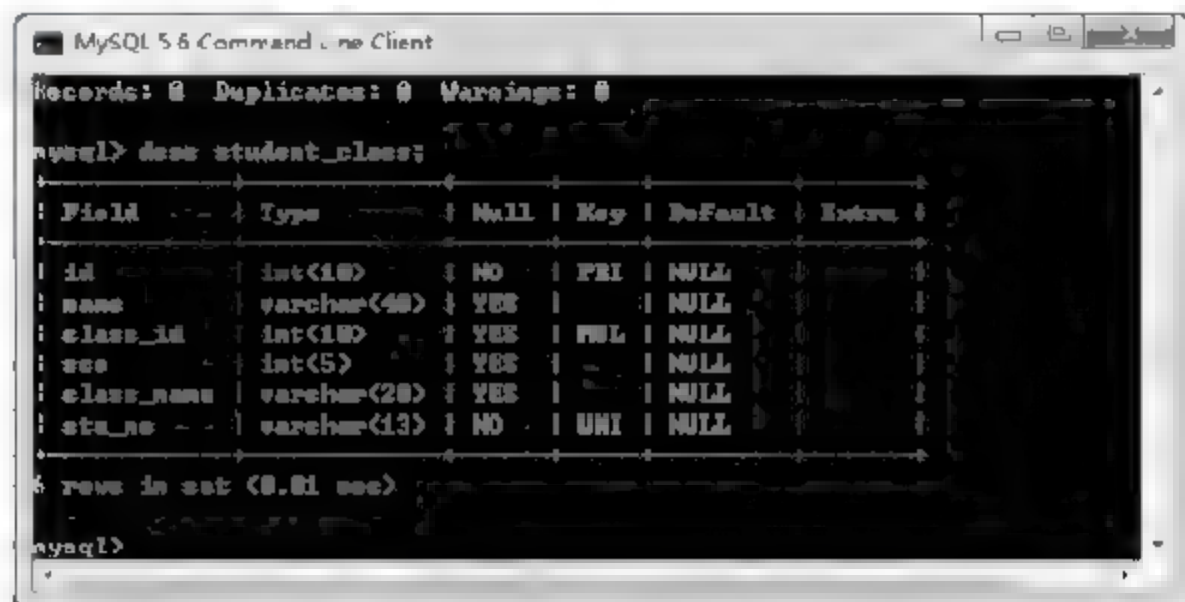 MySQL 5.6 Command Line Client
Records: 0  Duplicates: 0  Warnings: 0
mysql> desc student_class;
| Field | Type | Null | Key | Default | Extra |
| id | int(10) | NO | PRI | NULL | |
| name | varchar(40) | YES | | NULL | |
| class_id | int(10) | YES | MUL | NULL | |
| | int(5) | YES | | NULL | |
| class_name | varchar(20) | YES | | NULL | |
| stu_no | varchar(13) | NO | UNI | NULL | |
6 rows in set (0.01 sec)
mysql>